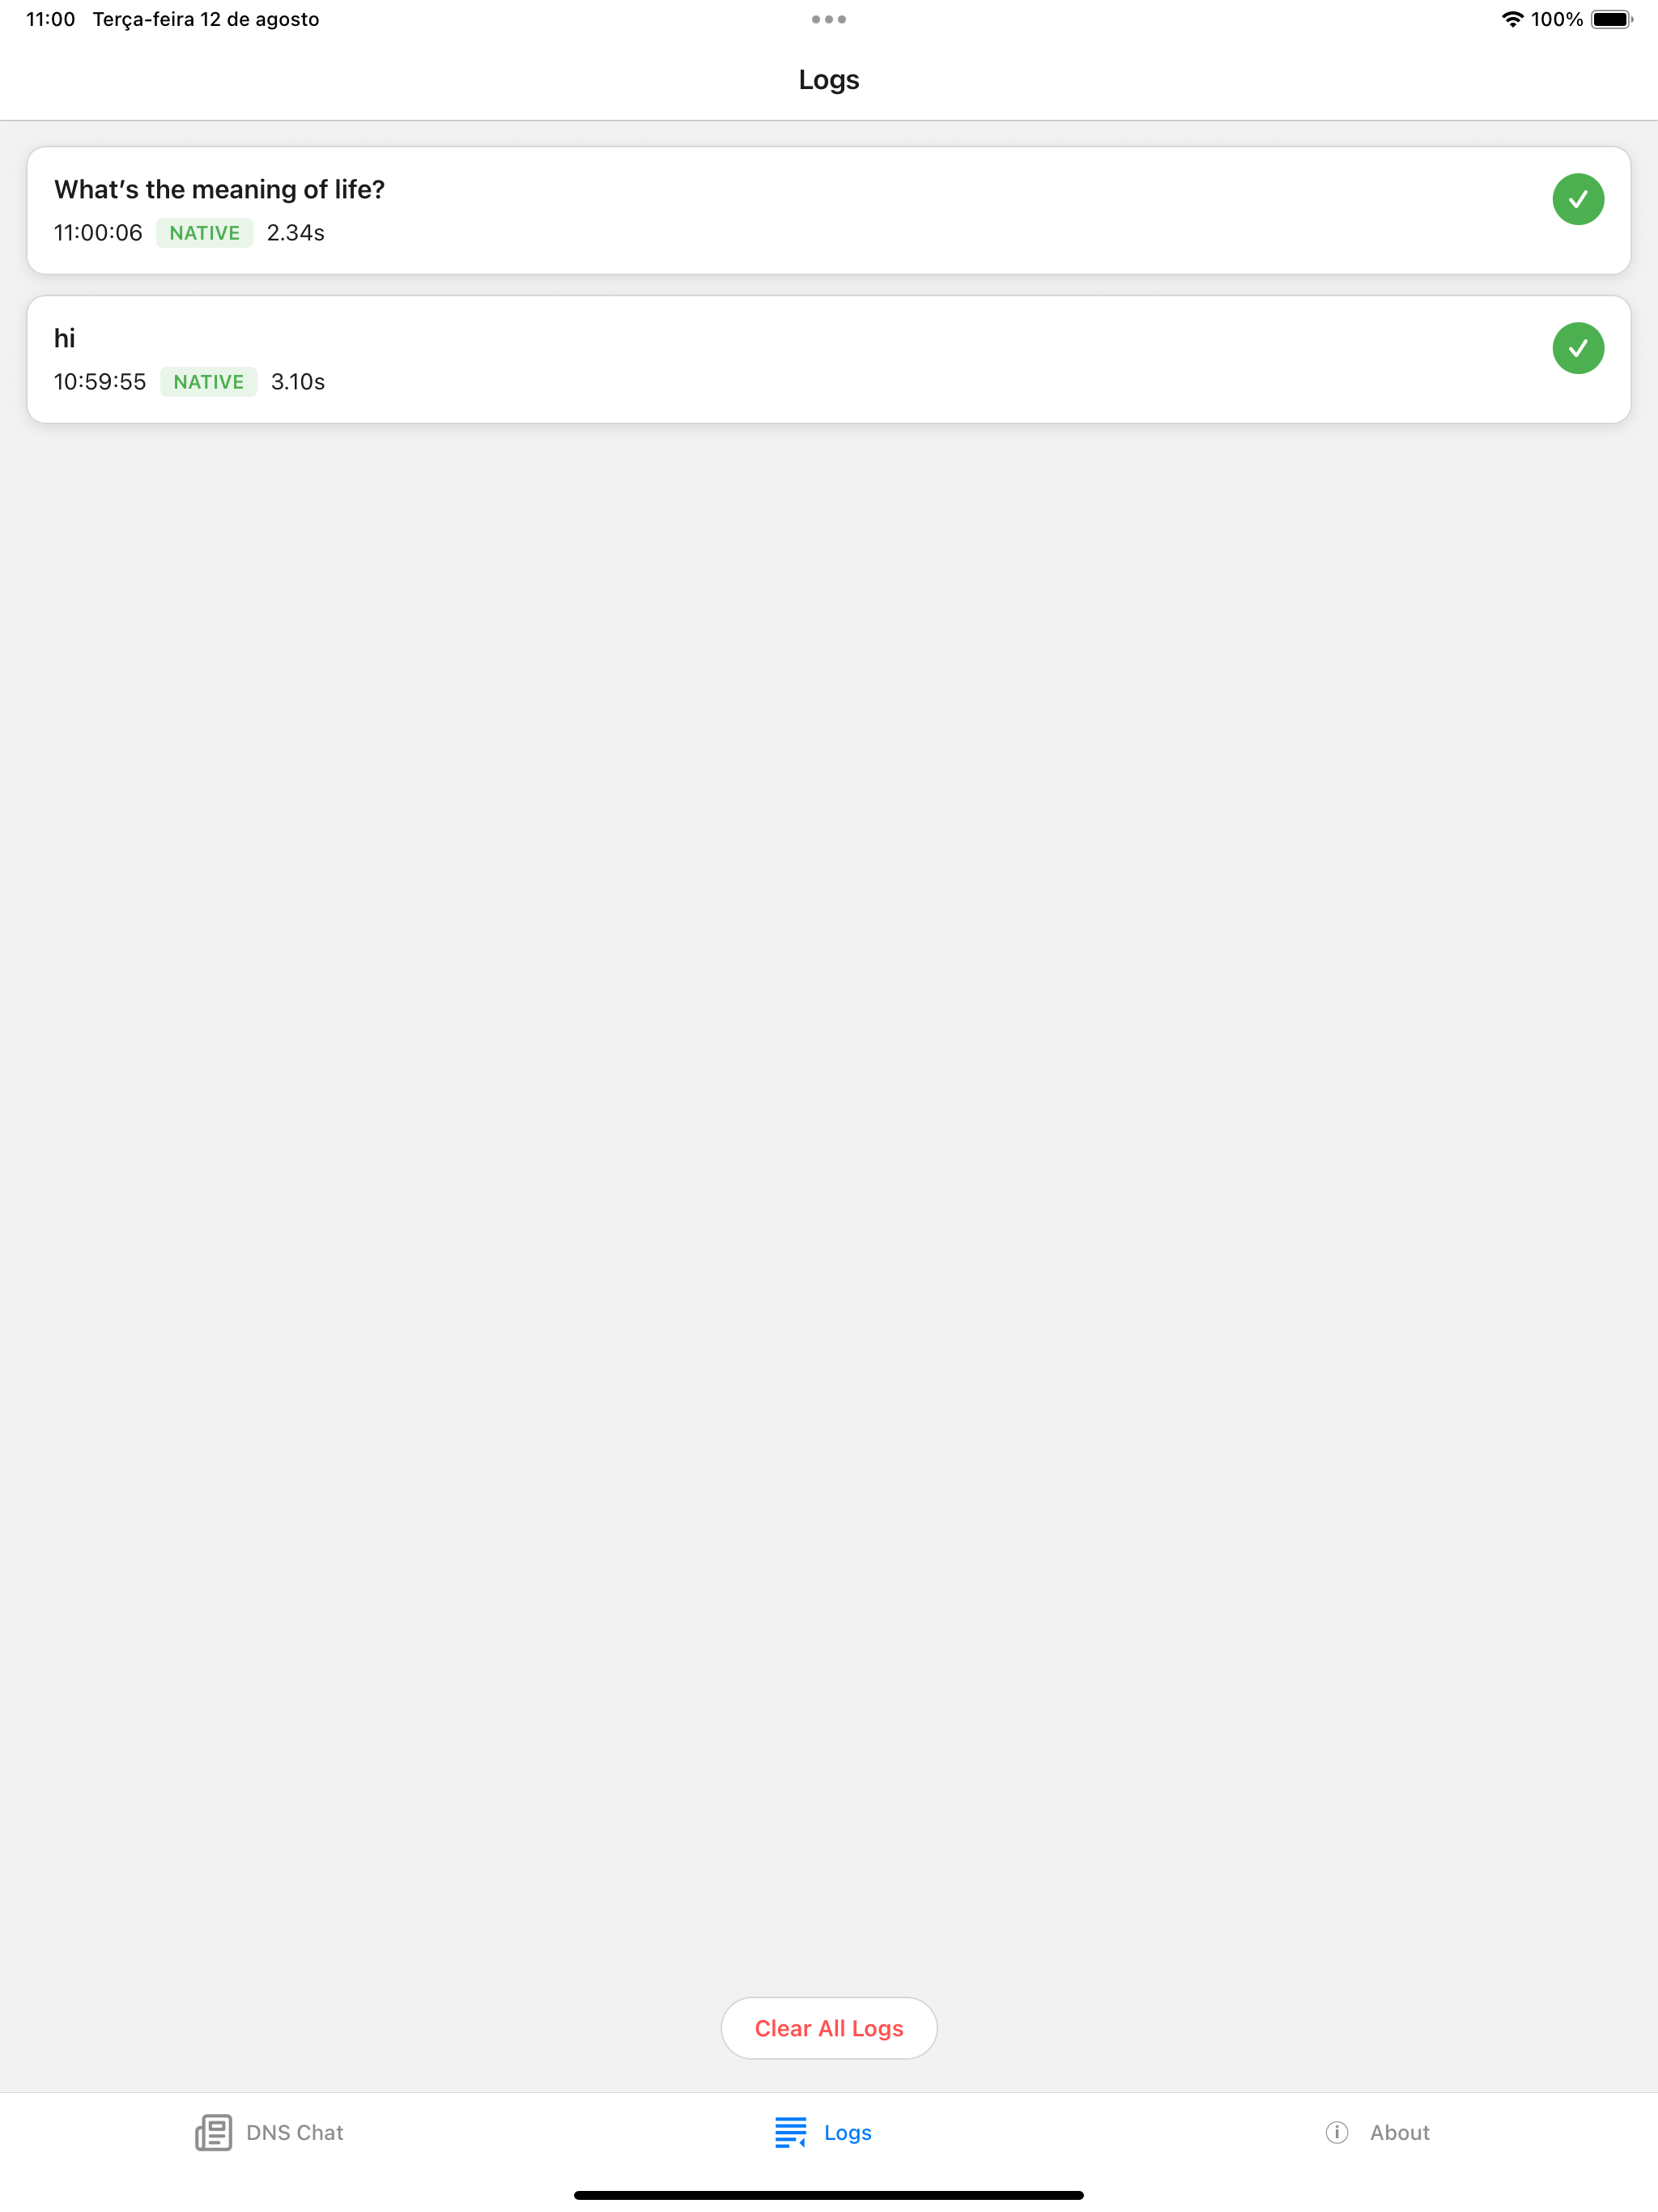 11:00 Terça-feira 12 de agosto 100%
Logs
What’s the meaning of life?
11:00:06 NATIVE 2.34s
hi
10:59:55 NATIVE 3.10s
Clear All Logs
DNS Chat Logs About